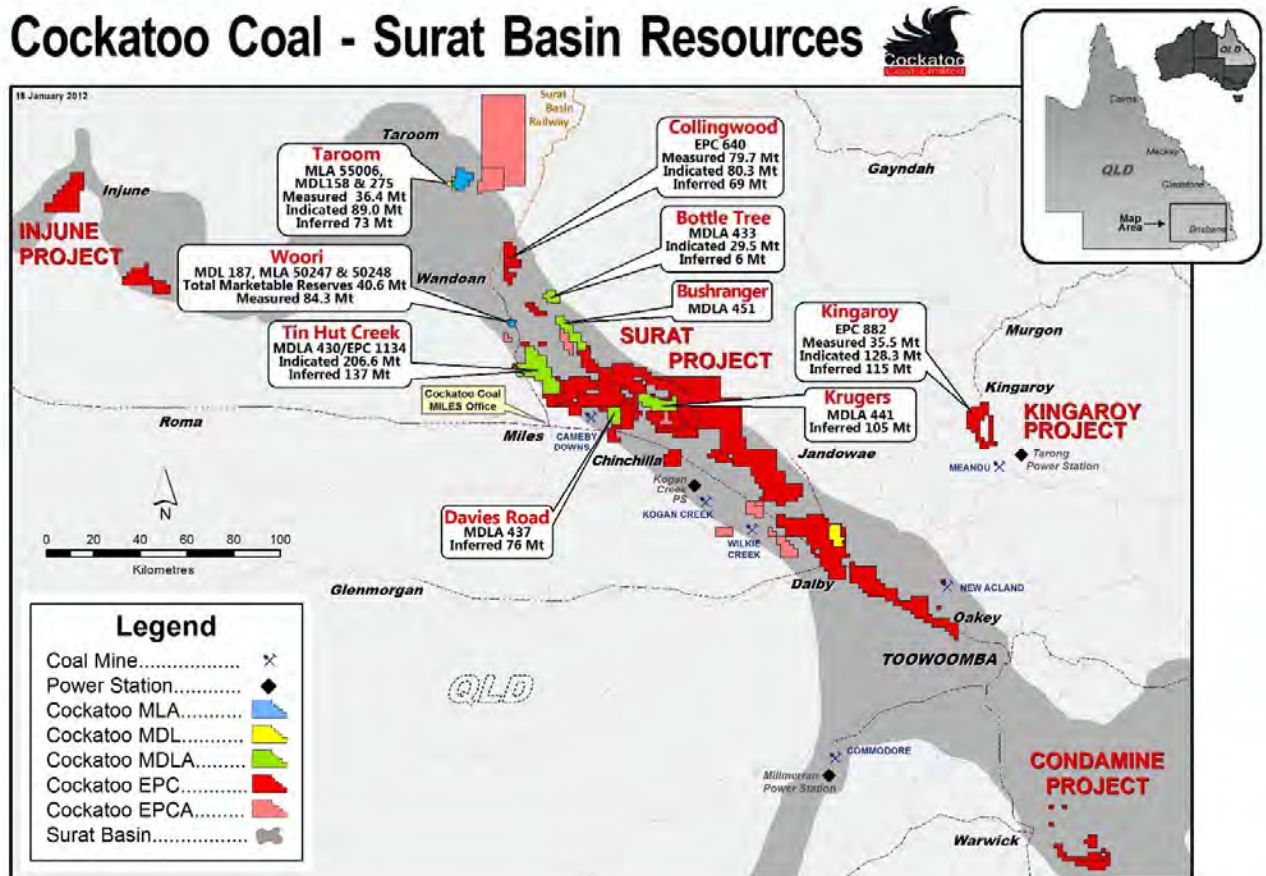 Cockatoo Coal - Surat Basin Resources
Cockatoo
Coal Limited
18 January 2012
Surat
Basin
Railway
Taroom
Taroom
MLA 55006,
MDL158 & 275
Measured 36.4 Mt
Indicated 89.0 Mt
Inferred 73 Mt
Collingwood
EPC 640
Measured 79.7 Mt
Indicated 80.3 Mt
Inferred 69 Mt
Gayndah
Cairns
Mackay
Gladstone
Brisbane
QLD
QLD
Map
Area
Injune
INJUNE
PROJECT
Woori
MDL 187, MLA 50247 & 50248
Total Marketable Reserves 40.6 Mt
Measured 84.3 Mt
Wandoan
Bottle Tree
MDLA 433
Indicated 29.5 Mt
Inferred 6 Mt
Bushranger
MDLA 451
Tin Hut Creek
MDLA 430/EPC 1134
Indicated 206.6 Mt
Inferred 137 Mt
SURAT
PROJECT
Kingaroy
EPC 882
Measured 35.5 Mt
Indicated 128.3 Mt
Inferred 115 Mt
Murgon
Kingaroy
KINGAROY
PROJECT
Cockatoo Coal
MILES Office
Krugers
MDLA 441
Inferred 105 Mt
Roma
Miles
CAMEBY
DOWNS
Chinchilla
Jandowae
MEANDU
Tarong
Power Station
Kogan
Creek
PS
KOGAN CREEK
N
Davies Road
MDLA 437
Inferred 76 Mt
WILKIE
CREEK
0 20 40 60 80 100
Kilometres
Glenmorgan
Dalby
NEW ACLAND
Oakey
TOOWOOMBA
QLD
Legend
Coal Mine
Power Station
Cockatoo MLA
Cockatoo MDL
Cockatoo MDLA
Cockatoo EPC
Cockatoo EPCA
Surat Basin
COMMODORE
Millmerran
Power Station
CONDAMINE
PROJECT
Warwick